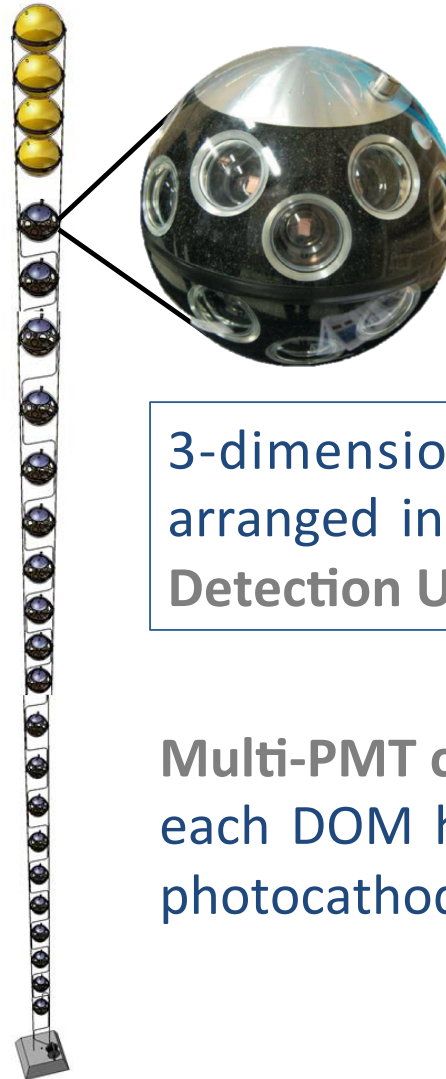 3-dimensio
arranged in
Detection U
Multi-PMT
each DOM
photocathod